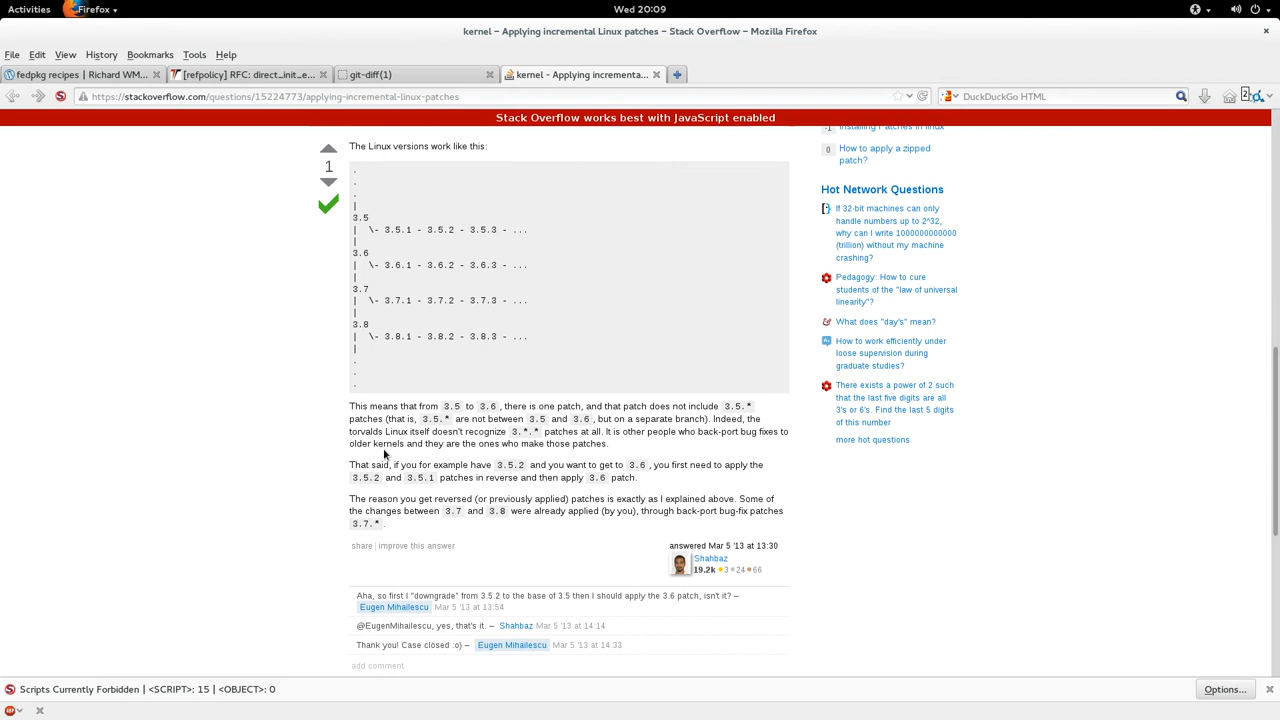 Activities Firefox Wed 20:09
kernel – Applying incremental Linux patches – Stack Overflow – Mozilla Firefox
File Edit View History Bookmarks Tools Help
fedpkg recipes | Richard WM... [refpolicy] RFC: direct_init_e... git-diff(1) kernel – Applying incrementa...
https://stackoverflow.com/questions/15224773/applying-incremental-linux-patches DuckDuckGo HTML 2
Stack Overflow works best with JavaScript enabled
1
The Linux versions work like this:
.
.
.
|
3.5
| \- 3.5.1 - 3.5.2 - 3.5.3 - ...
|
3.6
| \- 3.6.1 - 3.6.2 - 3.6.3 - ...
|
3.7
| \- 3.7.1 - 3.7.2 - 3.7.3 - ...
|
3.8
| \- 3.8.1 - 3.8.2 - 3.8.3 - ...
|
.
.
.
This means that from 3.5 to 3.6, there is one patch, and that patch does not include 3.5.*
patches (that is, 3.5.* are not between 3.5 and 3.6, but on a separate branch). Indeed, the
torvalds Linux itself doesn't recognize 3.*.* patches at all. It is other people who back-port bug fixes to
older kernels and they are the ones who make those patches.
That said, if you for example have 3.5.2 and you want to get to 3.6, you first need to apply the
3.5.2 and 3.5.1 patches in reverse and then apply 3.6 patch.
The reason you get reversed (or previously applied) patches is exactly as I explained above. Some of
the changes between 3.7 and 3.8 were already applied (by you), through back-port bug-fix patches
3.7.*.
share | improve this answer
answered Mar 5 '13 at 13:30
Shahbaz
19.2k 3 24 66
Aha, so first I "downgrade" from 3.5.2 to the base of 3.5 then I should apply the 3.6 patch, isn't it? –
Eugen Mihailescu Mar 5 '13 at 13:54
@EugenMihailescu, yes, that's it. – Shahbaz Mar 5 '13 at 14:14
Thank you! Case closed :o) – Eugen Mihailescu Mar 5 '13 at 14:33
add comment
-1 Installing Patches in linux
0 How to apply a zipped
patch?
Hot Network Questions
If 32-bit machines can only
handle numbers up to 2^32,
why can I write 1000000000000
(trillion) without my machine
crashing?
Pedagogy: How to cure
students of the "law of universal
linearity"?
What does "day's" mean?
How to work efficiently under
loose supervision during
graduate studies?
There exists a power of 2 such
that the last five digits are all
3's or 6's. Find the last 5 digits
of this number
more hot questions
Scripts Currently Forbidden | <SCRIPT>: 15 | <OBJECT>: 0 Options...